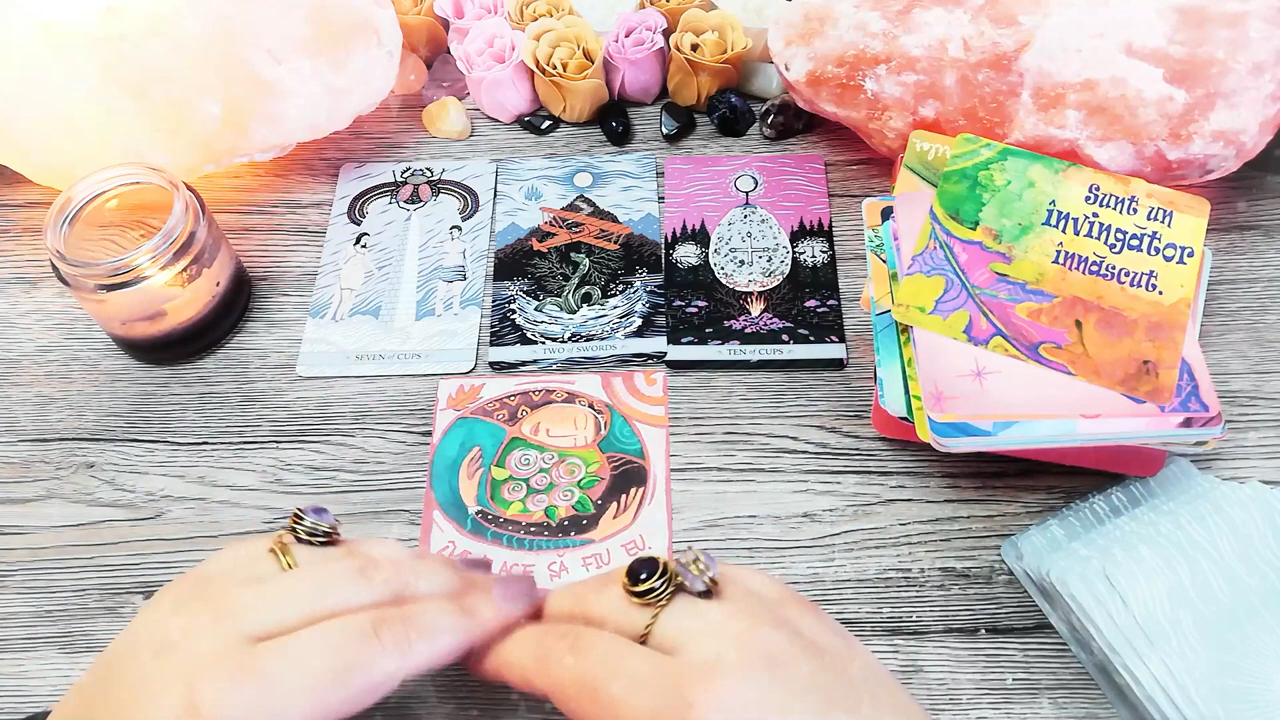 SEVEN of CUPS
TWO of SWORDS
TEN of CUPS
Sunt un
învingător
înnăscut.
SĂ FIU EU.